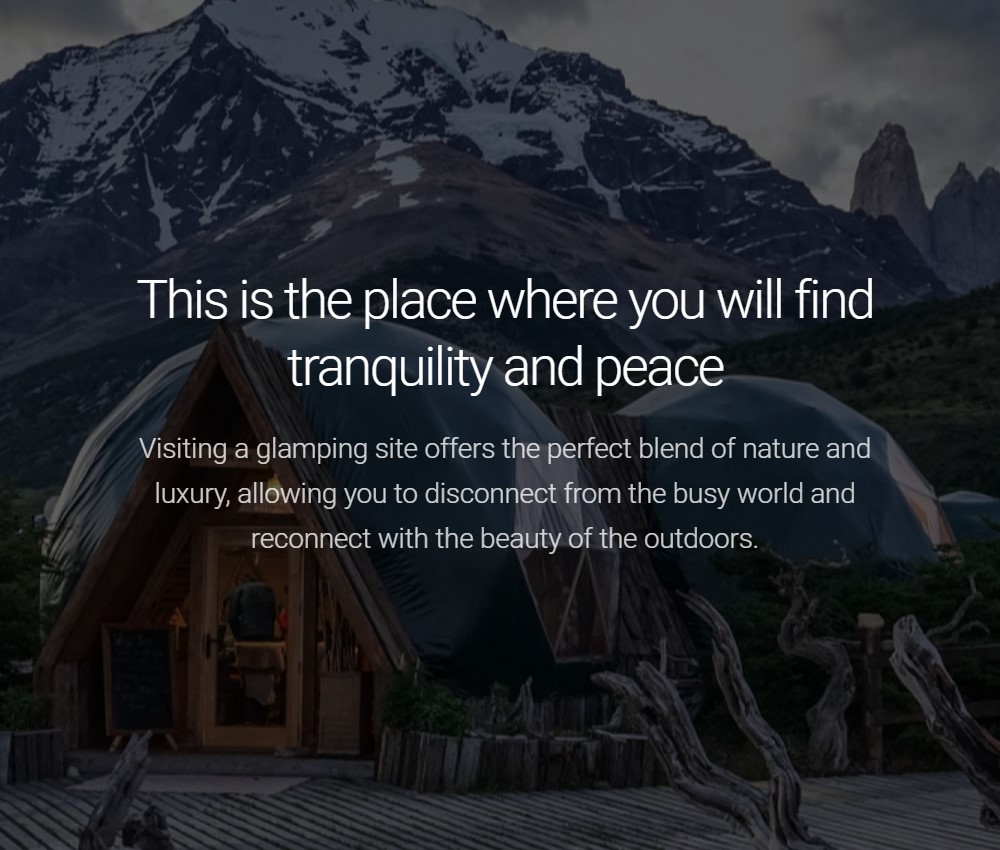 This is the place where you will find
tranquility and peace
Visiting a glamping site offers the perfect blend of nature and
luxury, allowing you to disconnect from the busy world and
reconnect with the beauty of the outdoors.